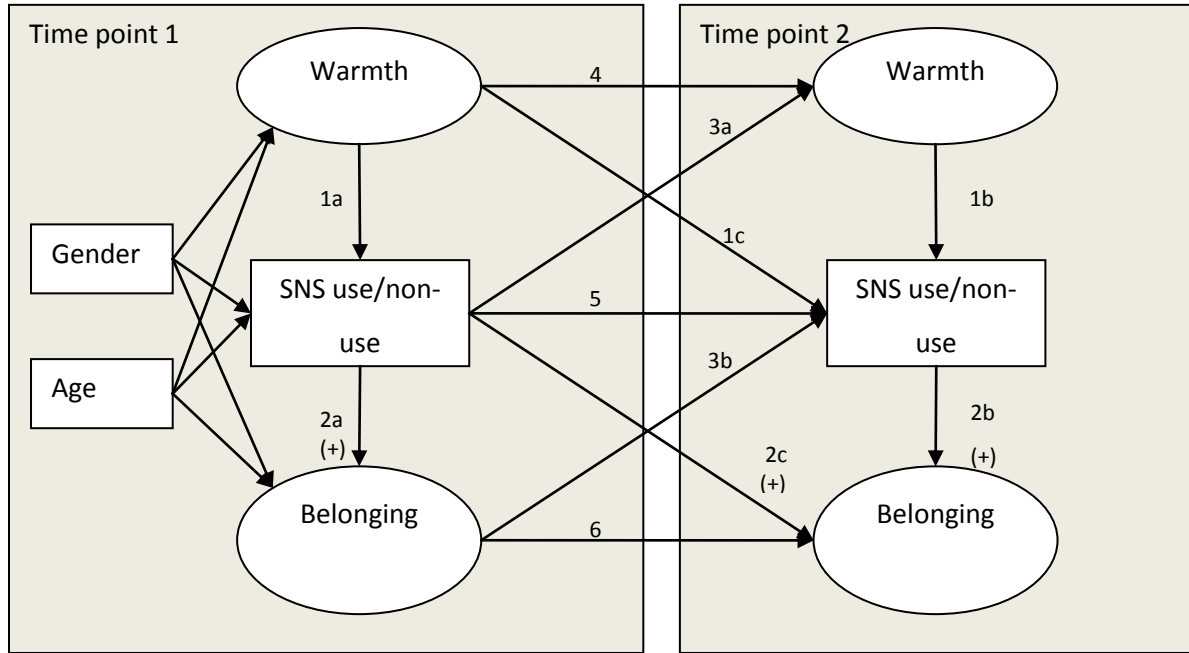 Time point 1
Time point 2
Warmth
4
Warmth
3a
1a
1b
1c
Gender
SNS use/non-
use
5
SNS use/non-
use
3b
Age
2a
(+)
2b
(+)
2c
(+)
Belonging
6
Belonging